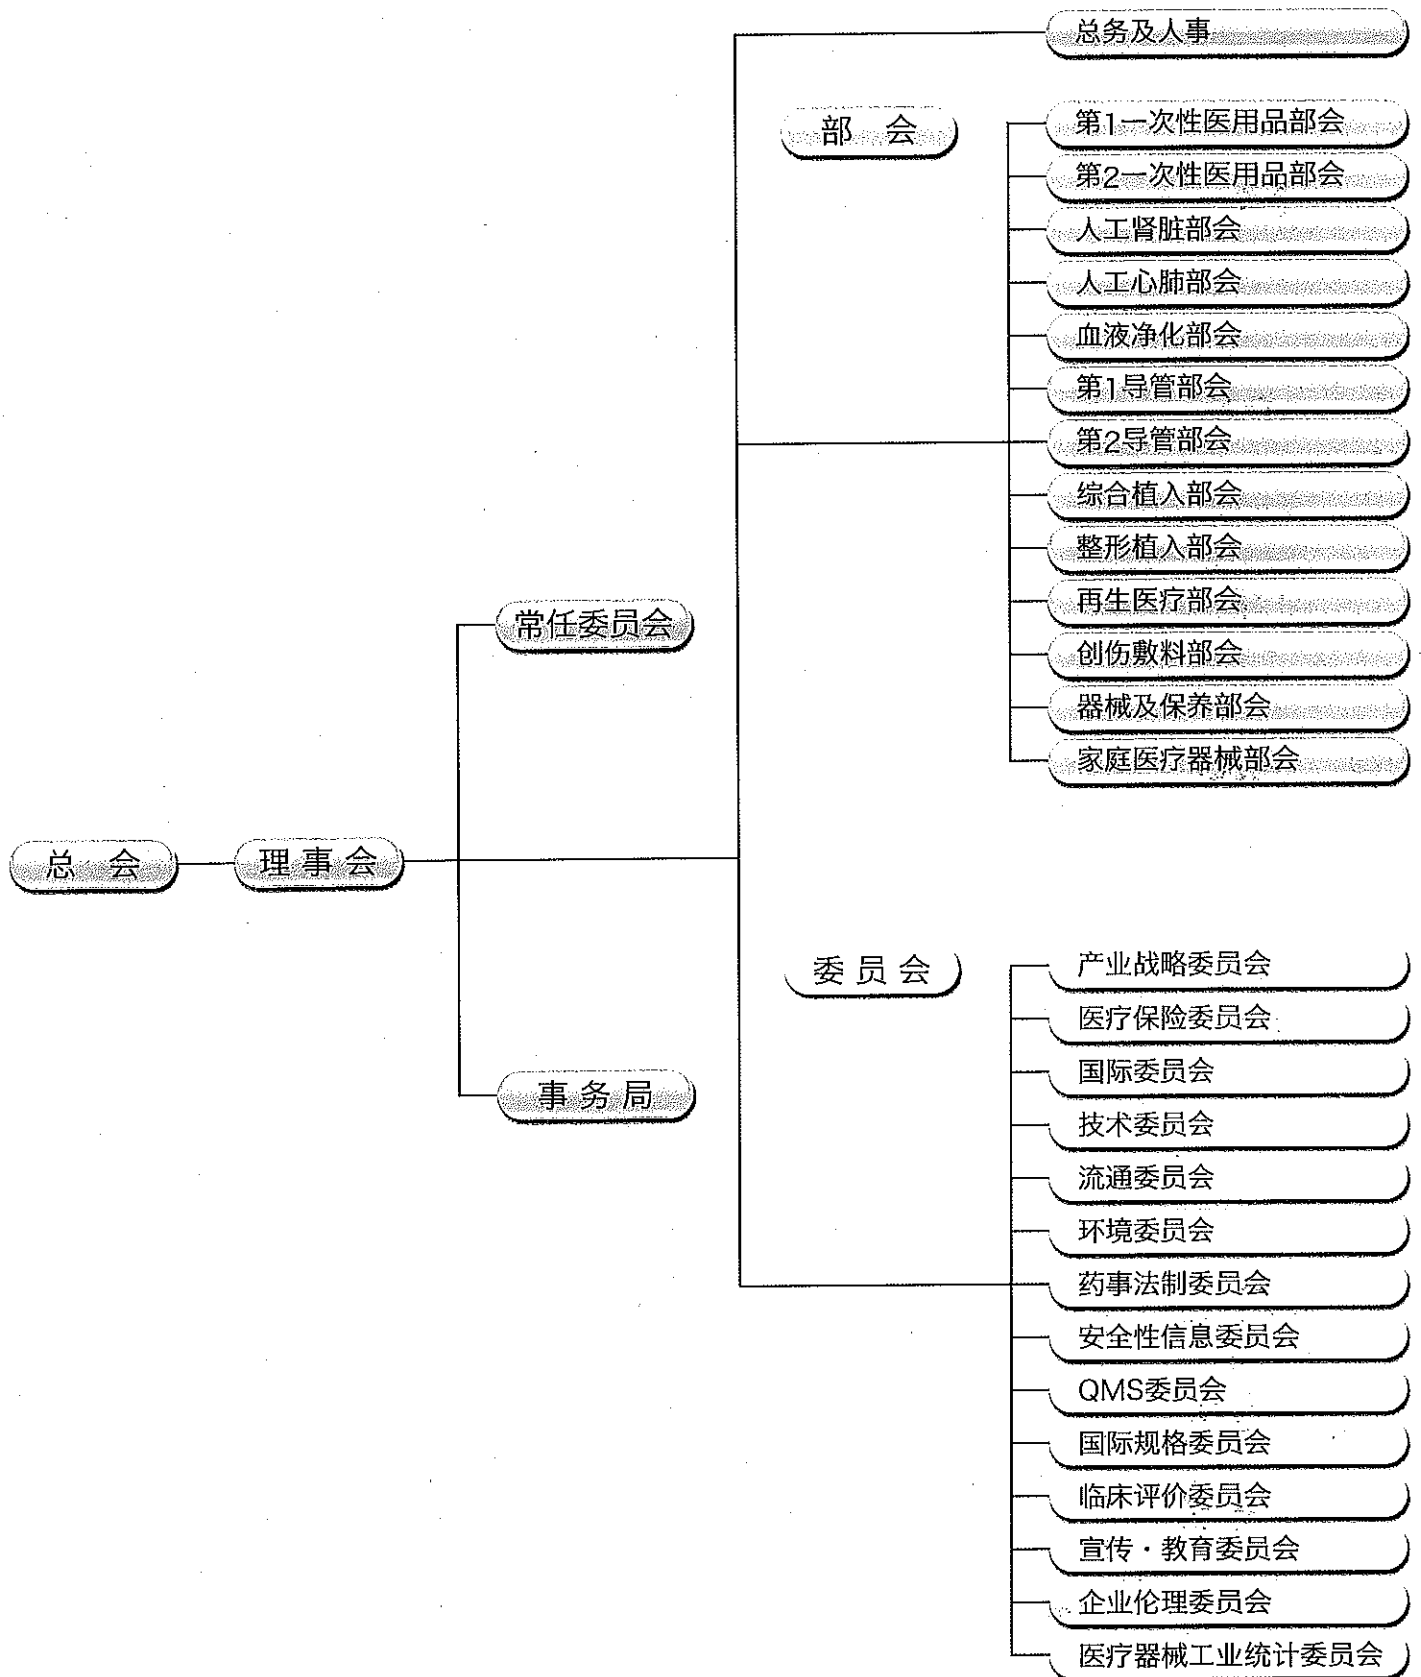 总会
理事会
常任委员会
事务局
总务及人事
部会
第1一次性医用品部会
第2一次性医用品部会
人工肾脏部会
人工心肺部会
血液净化部会
第1导管部会
第2导管部会
综合植入部会
整形植入部会
再生医疗部会
创伤敷料部会
器械及保养部会
家庭医疗器械部会
委员会
产业战略委员会
医疗保险委员会
国际委员会
技术委员会
流通委员会
环境委员会
药事法制委员会
安全性信息委员会
QMS委员会
国际规格委员会
临床评价委员会
宣传・教育委员会
企业伦理委员会
医疗器械工业统计委员会